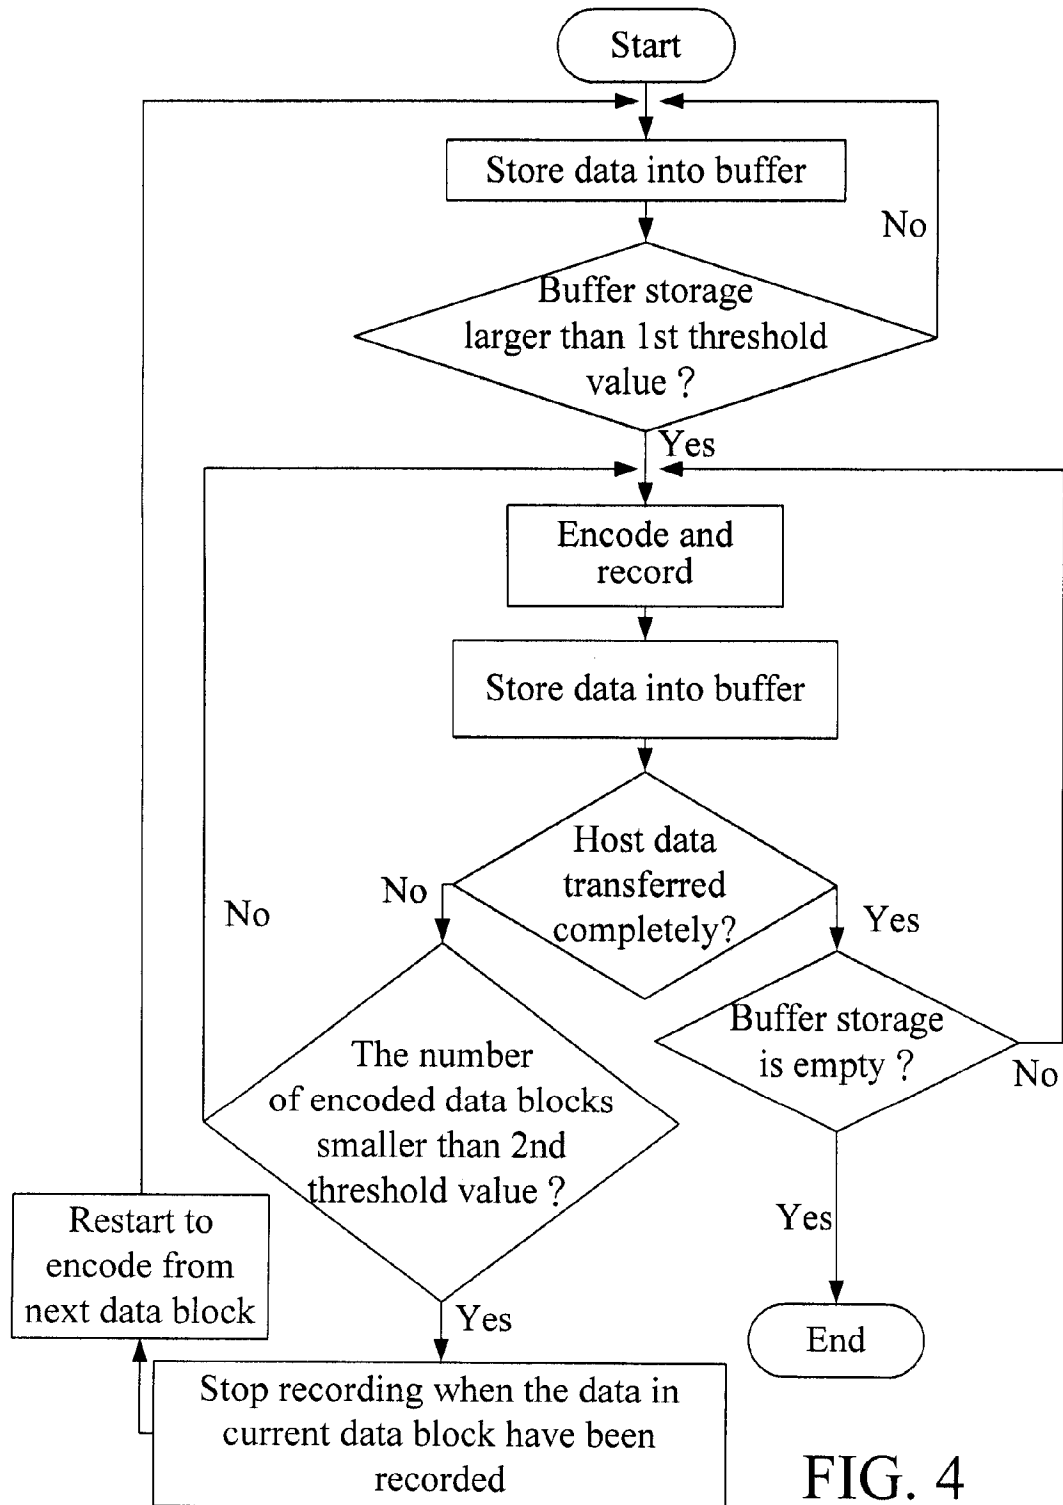 Start
Store data into buffer
No
Buffer storage
larger than 1st threshold
value ?
Yes
Encode and
record
Store data into buffer
Host data
transferred
completely?
No
Yes
No
Buffer storage
is empty ?
No
The number
of encoded data blocks
smaller than 2nd
threshold value ?
Yes
Restart to
encode from
next data block
Yes
End
Stop recording when the data in
current data block have been
recorded
FIG. 4